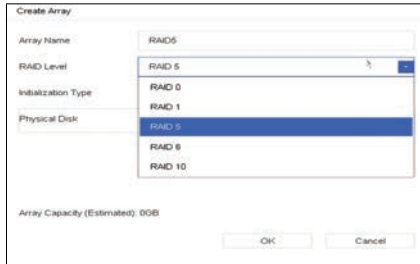 Create Array
Array Name RAID5
RAID Level RAID 5
Initialization Type
RAID 0
RAID 1
Physical Disk
RAID 5
RAID 6
RAID 10
Array Capacity (Estimated): 0GB
OK Cancel